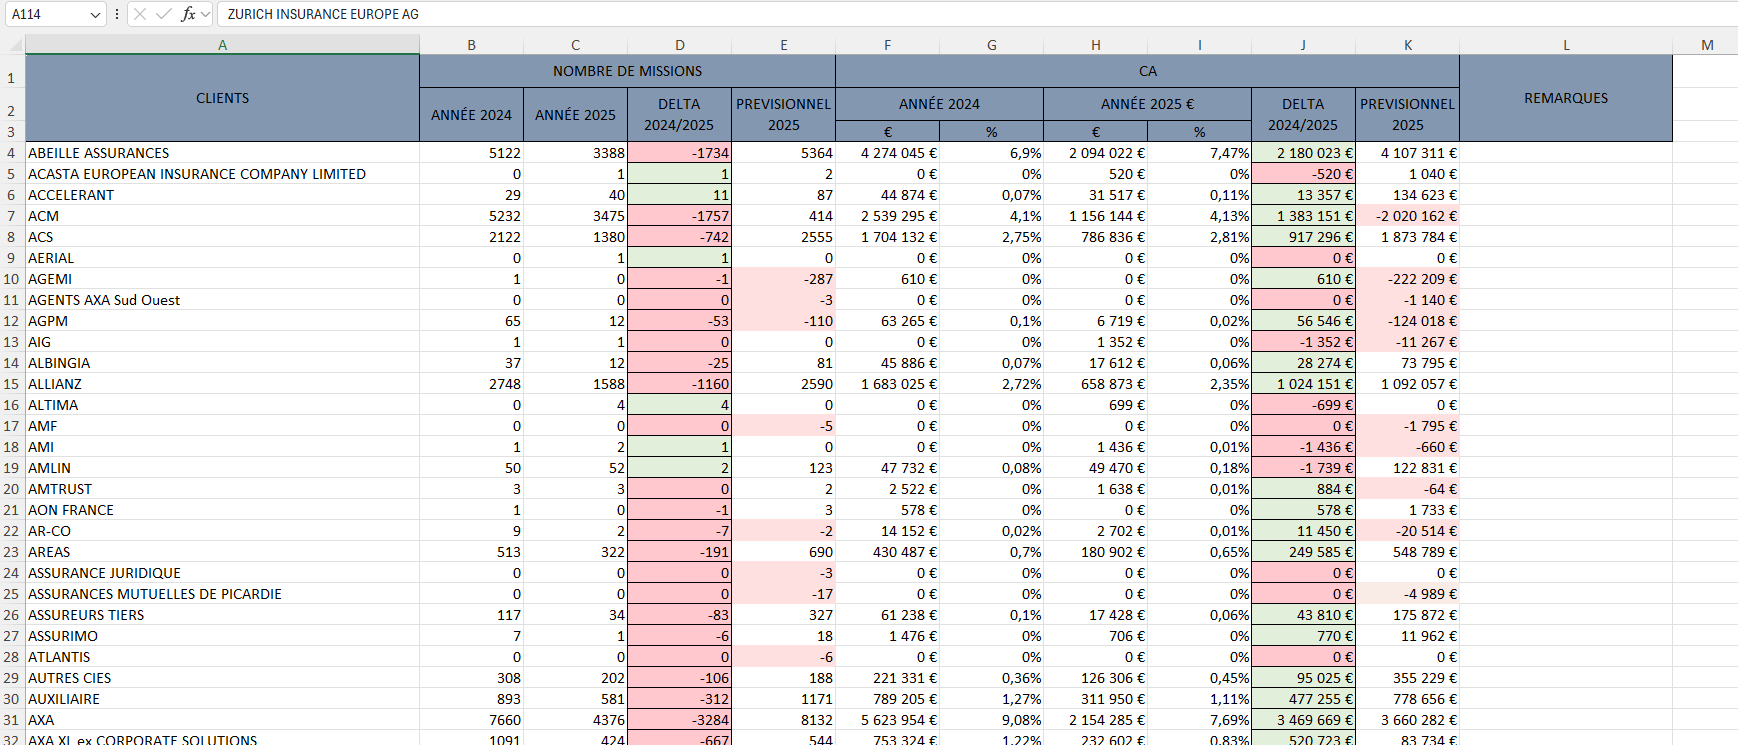 A114 fx ZURICH INSURANCE EUROPE AG
A B C D E F G H I J K L M
1 CLIENTS NOMBRE DE MISSIONS CA REMARQUES
2 ANNÉE 2024 ANNÉE 2025 DELTA 2024/2025 PREVISIONNEL 2025 ANNÉE 2024 ANNÉE 2025 € DELTA 2024/2025 PREVISIONNEL 2025
3 € % € %
4 ABEILLE ASSURANCES 5122 3388 -1734 5364 4 274 045 € 6,9% 2 094 022 € 7,47% 2 180 023 € 4 107 311 €
5 ACASTA EUROPEAN INSURANCE COMPANY LIMITED 0 1 1 2 0 € 0% 520 € 0% -520 € 1 040 €
6 ACCELERANT 29 40 11 87 44 874 € 0,07% 31 517 € 0,11% 13 357 € 134 623 €
7 ACM 5232 3475 -1757 414 2 539 295 € 4,1% 1 156 144 € 4,13% 1 383 151 € -2 020 162 €
8 ACS 2122 1380 -742 2555 1 704 132 € 2,75% 786 836 € 2,81% 917 296 € 1 873 784 €
9 AERIAL 0 1 1 0 0 € 0% 0 € 0% 0 € 0 €
10 AGEMI 1 0 -1 -287 610 € 0% 0 € 0% 610 € -222 209 €
11 AGENTS AXA Sud Ouest 0 0 0 -3 0 € 0% 0 € 0% 0 € -1 140 €
12 AGPM 65 12 -53 -110 63 265 € 0,1% 6 719 € 0,02% 56 546 € -124 018 €
13 AIG 1 1 0 0 0 € 0% 1 352 € 0% -1 352 € -11 267 €
14 ALBINGIA 37 12 -25 81 45 886 € 0,07% 17 612 € 0,06% 28 274 € 73 795 €
15 ALLIANZ 2748 1588 -1160 2590 1 683 025 € 2,72% 658 873 € 2,35% 1 024 151 € 1 092 057 €
16 ALTIMA 0 4 4 0 0 € 0% 699 € 0% -699 € 0 €
17 AMF 0 0 0 -5 0 € 0% 0 € 0% 0 € -1 795 €
18 AMI 1 2 1 0 0 € 0% 1 436 € 0,01% -1 436 € -660 €
19 AMLIN 50 52 2 123 47 732 € 0,08% 49 470 € 0,18% -1 739 € 122 831 €
20 AMTRUST 3 3 0 2 2 522 € 0% 1 638 € 0,01% 884 € -64 €
21 AON FRANCE 1 0 -1 3 578 € 0% 0 € 0% 578 € 1 733 €
22 AR-CO 9 2 -7 -2 14 152 € 0,02% 2 702 € 0,01% 11 450 € -20 514 €
23 AREAS 513 322 -191 690 430 487 € 0,7% 180 902 € 0,65% 249 585 € 548 789 €
24 ASSURANCE JURIDIQUE 0 0 0 -3 0 € 0% 0 € 0% 0 € 0 €
25 ASSURANCES MUTUELLES DE PICARDIE 0 0 0 -17 0 € 0% 0 € 0% 0 € -4 989 €
26 ASSUREURS TIERS 117 34 -83 327 61 238 € 0,1% 17 428 € 0,06% 43 810 € 175 872 €
27 ASSURIMO 7 1 -6 18 1 476 € 0% 706 € 0% 770 € 11 962 €
28 ATLANTIS 0 0 0 -6 0 € 0% 0 € 0% 0 € 0 €
29 AUTRES CIES 308 202 -106 188 221 331 € 0,36% 126 306 € 0,45% 95 025 € 355 229 €
30 AUXILIAIRE 893 581 -312 1171 789 205 € 1,27% 311 950 € 1,11% 477 255 € 778 656 €
31 AXA 7660 4376 -3284 8132 5 623 954 € 9,08% 2 154 285 € 7,69% 3 469 669 € 3 660 282 €
32 AXA XL ex CORPORATE SOLUTIONS 1091 424 -667 544 753 324 € 1,22% 232 602 € 0,83% 520 723 € 83 734 €